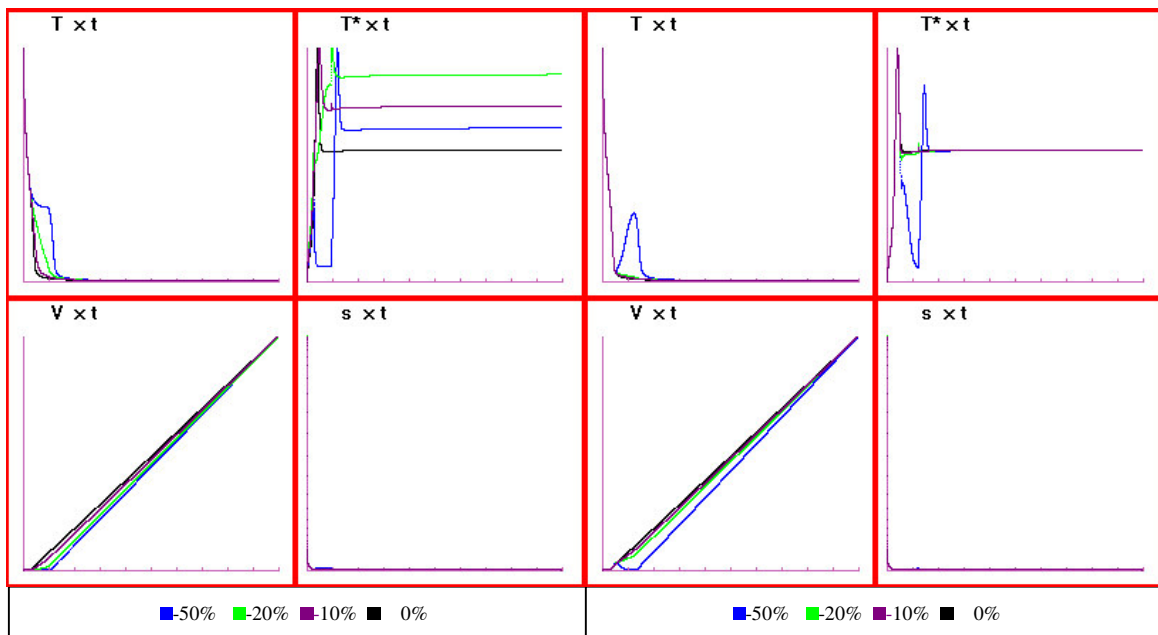 T × t T* × t T × t T* × t
V × t s × t V × t s × t
-50% -20% -10% 0% -50% -20% -10% 0%